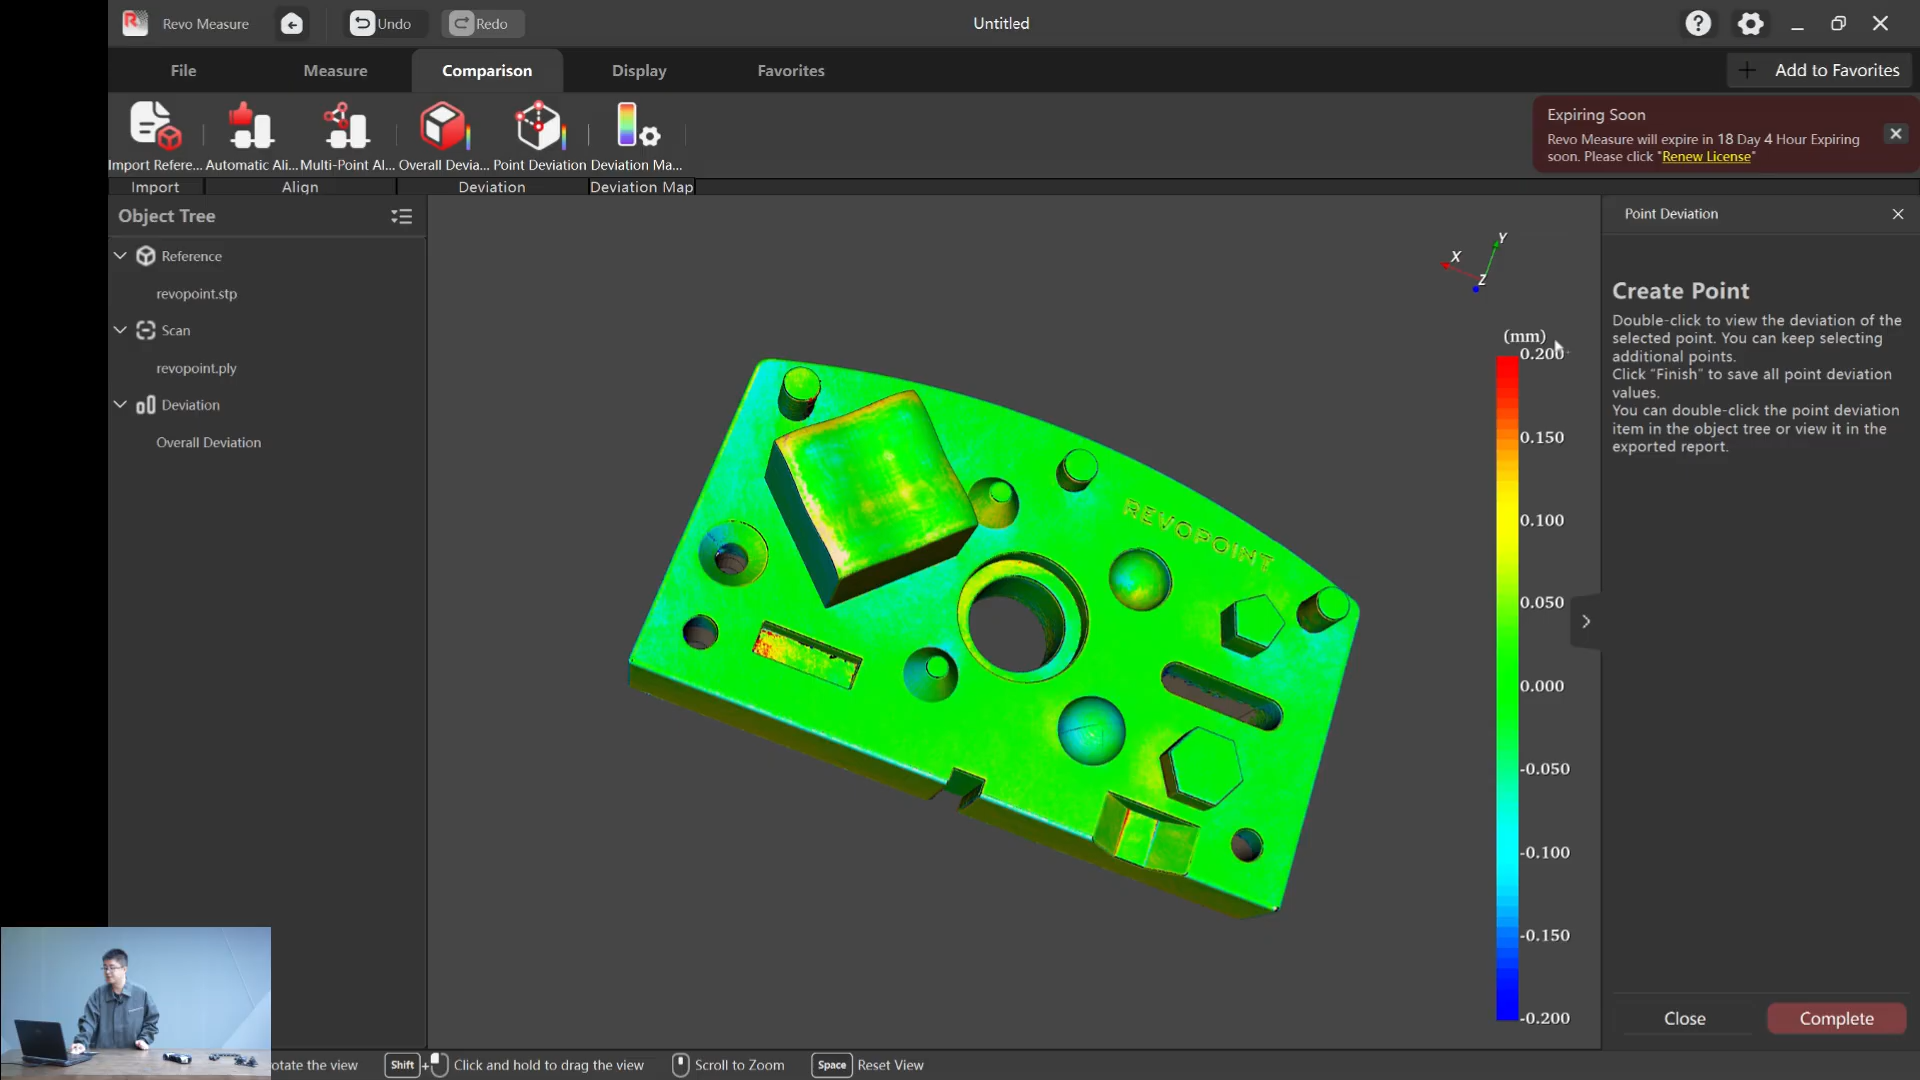 Revo Measure
Undo
Redo
Untitled
File
Measure
Comparison
Display
Favorites
Add to Favorites
Import Refere...
Automatic Ali...
Multi-Point Al...
Overall Devia...
Point Deviation
Deviation Ma...
Import
Align
Deviation
Deviation Map
Expiring Soon
Revo Measure will expire in 18 Day 4 Hour Expiring
soon. Please click "Renew License"
Object Tree
Reference
revopoint.stp
Scan
revopoint.ply
Deviation
Overall Deviation
X
Y
Z
REVOPOINT
(mm)
0.200
0.150
0.100
0.050
0.000
-0.050
-0.100
-0.150
-0.200
Point Deviation
Create Point
Double-click to view the deviation of the
selected point. You can keep selecting
additional points.
Click "Finish" to save all point deviation
values.
You can double-click the point deviation
item in the object tree or view it in the
exported report.
Close
Complete
otate the view
Shift + Click and hold to drag the view
Scroll to Zoom
Space Reset View